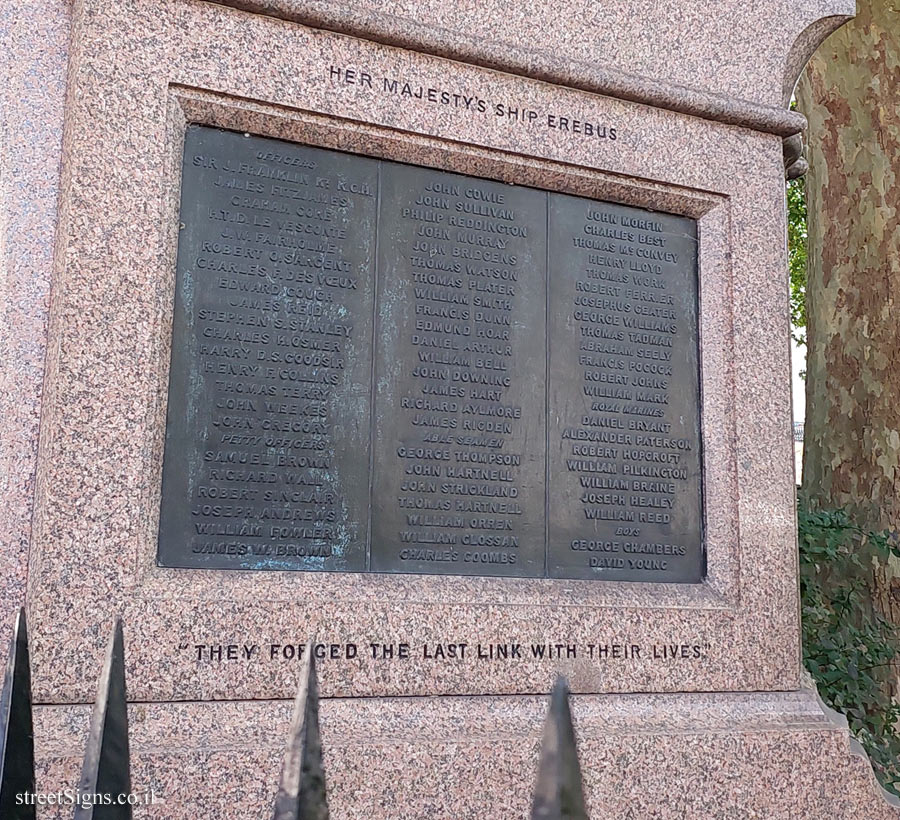 HER MAJESTY'S SHIP EREBUS
OFFICERS
SIR J. FRANKLIN KT K.C.H.
JAMES FITZJAMES
GRAHAM GORE
H.T.D. LE VESCONTE
J.W. FAIRHOLME
ROBERT O. SARGENT
CHARLES F. DES VŒUX
EDWARD COUCH
JAMES REID
STEPHEN S. STANLEY
CHARLES H. OSMER
HARRY D.S. GOODSIR
HENRY F. COLLINS
THOMAS TERRY
JOHN WEEKES
JOHN GREGORY
PETTY OFFICERS
SAMUEL BROWN
RICHARD WALL
ROBERT SINCLAIR
JOSEPH ANDREWS
WILLIAM FOWLER
JAMES W. BROWN
JOHN COWIE
JOHN SULLIVAN
PHILIP REDDINGTON
JOHN MURRAY
JOHN BRIDGENS
THOMAS WATSON
THOMAS PLATER
WILLIAM SMITH
FRANCIS DUNN
EDMUND HOAR
DANIEL ARTHUR
WILLIAM BELL
JOHN DOWNING
JAMES HART
RICHARD AYLMORE
JAMES RIGDEN
ABLE SEAMEN
GEORGE THOMPSON
JOHN HARTNELL
JOHN STRICKLAND
THOMAS HARTNELL
WILLIAM ORREN
WILLIAM CLOSSAN
CHARLES COOMBS
JOHN MORFIN
CHARLES BEST
THOMAS McCONVEY
HENRY LLOYD
THOMAS WORK
ROBERT FERRIER
JOSEPHUS GEATER
GEORGE WILLIAMS
THOMAS TADMAN
ABRAHAM SEELY
FRANCIS POCOCK
ROBERT JOHNS
WILLIAM MARK
ROYAL MARINES
DANIEL BRYANT
ALEXANDER PATERSON
ROBERT HOPCROFT
WILLIAM PILKINGTON
WILLIAM BRAINE
JOSEPH HEALEY
WILLIAM REED
BOYS
GEORGE CHAMBERS
DAVID YOUNG
"THEY FORGED THE LAST LINK WITH THEIR LIVES."
streetSigns.co.il